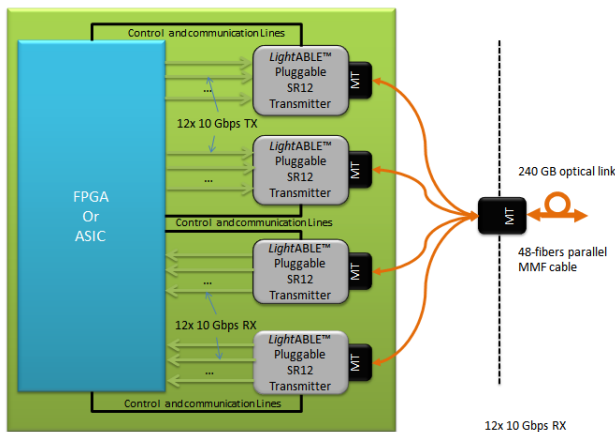 Control and communication Lines
LightABLE™
Pluggable
SR12
Transmitter
MT
...
12x 10 Gbps TX
LightABLE™
Pluggable
SR12
Transmitter
MT
...
FPGA
Or
ASIC
240 GB optical link
MT
48-fibers parallel
MMF cable
Control and communication Lines
LightABLE™
Pluggable
SR12
Transmitter
MT
...
12x 10 Gbps RX
LightABLE™
Pluggable
SR12
Transmitter
MT
...
Control and communication Lines
12x 10 Gbps RX